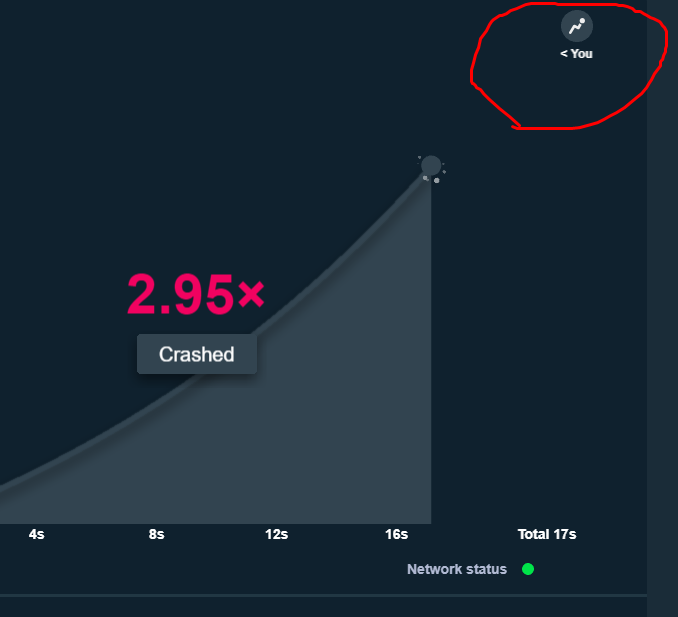 < You
2.95×
Crashed
4s 8s 12s 16s Total 17s
Network status